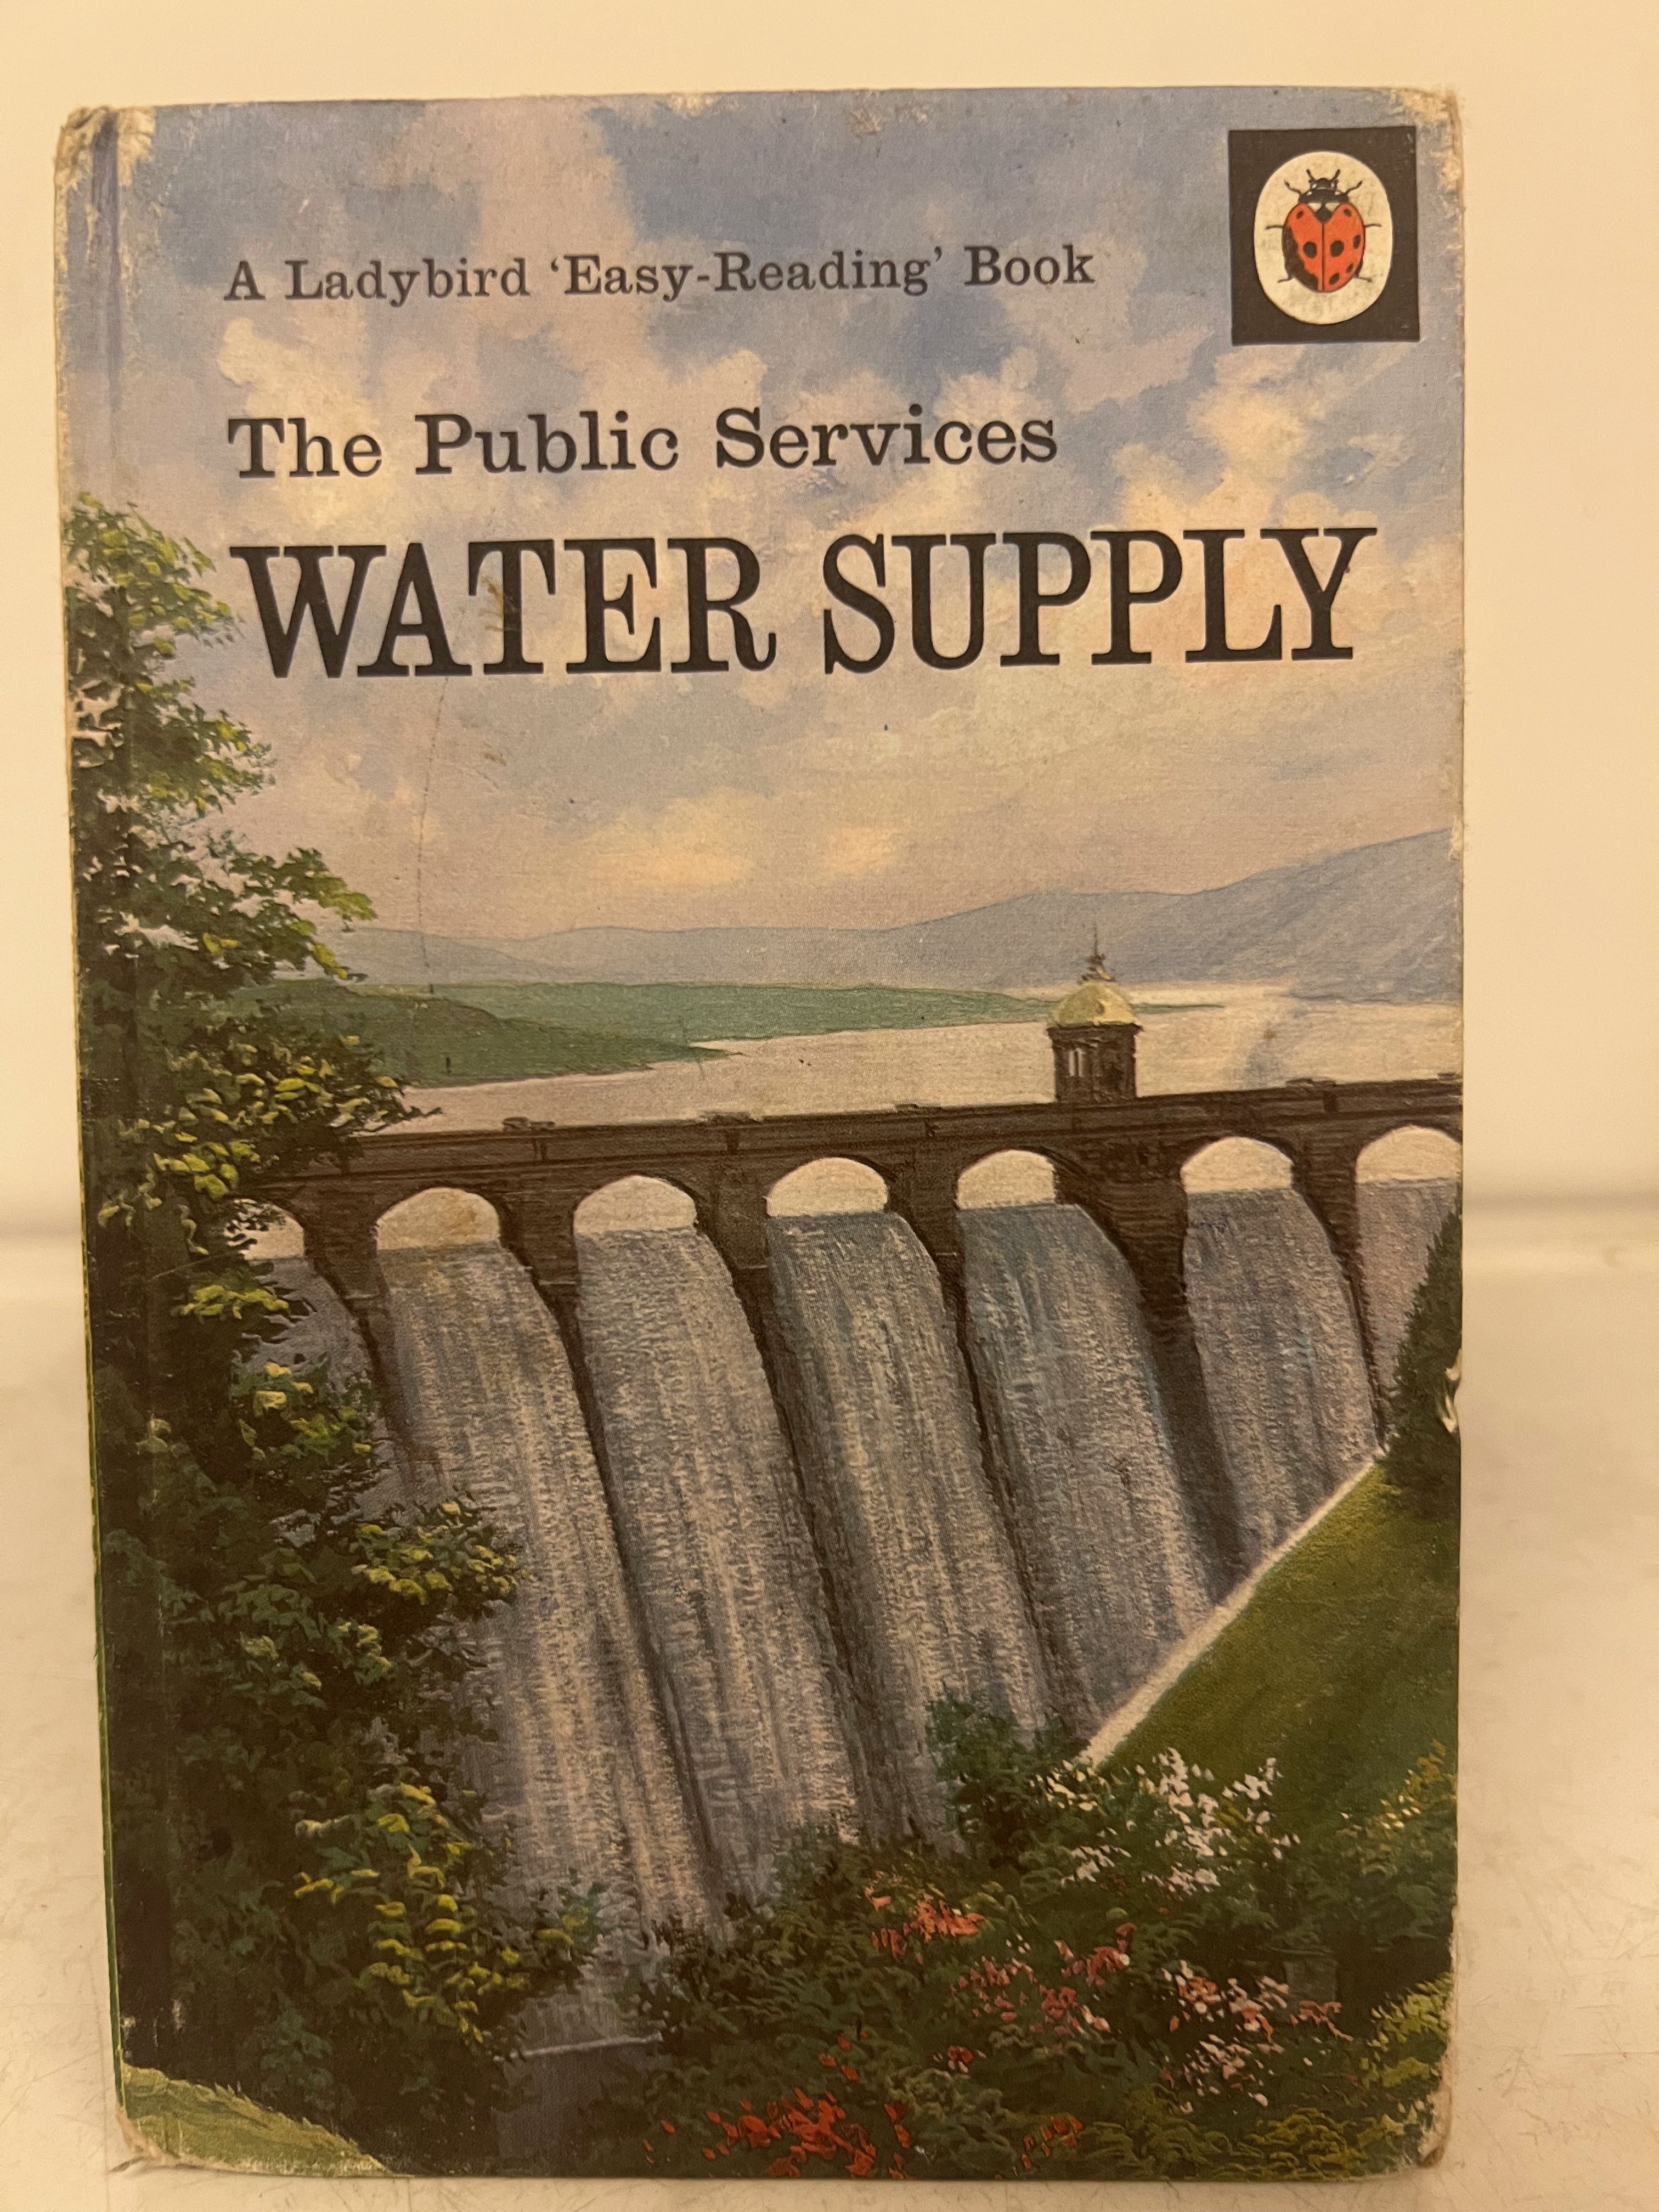 A Ladybird ‘Easy-Reading’ Book
The Public Services
WATER SUPPLY